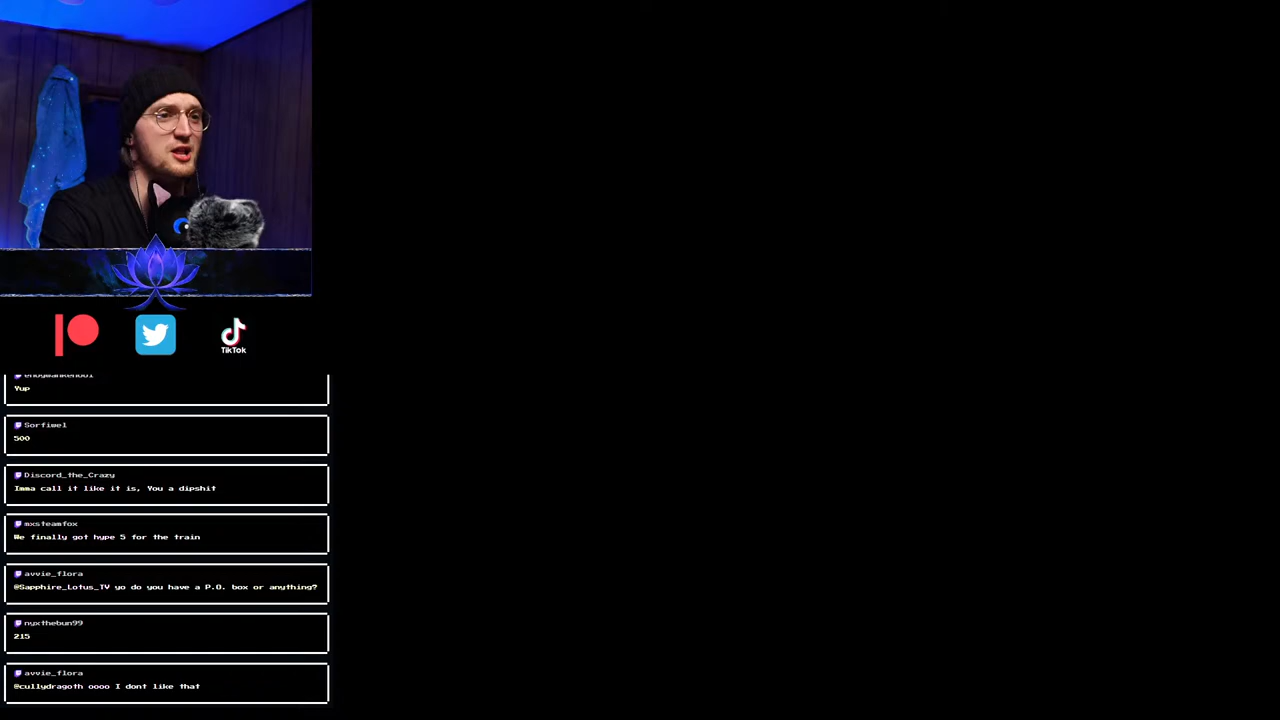 TikTok
Yup
Sorfiwel
500
Discord_the_Crazy
Imma call it like it is, You a dipshit
mxsteamfox
We finally got hype 5 for the train
avvie_flora
@Sapphire_Lotus_TV yo do you have a P.O. box or anything?
nyxthebun99
215
avvie_flora
@cullydragoth oooo I dont like that